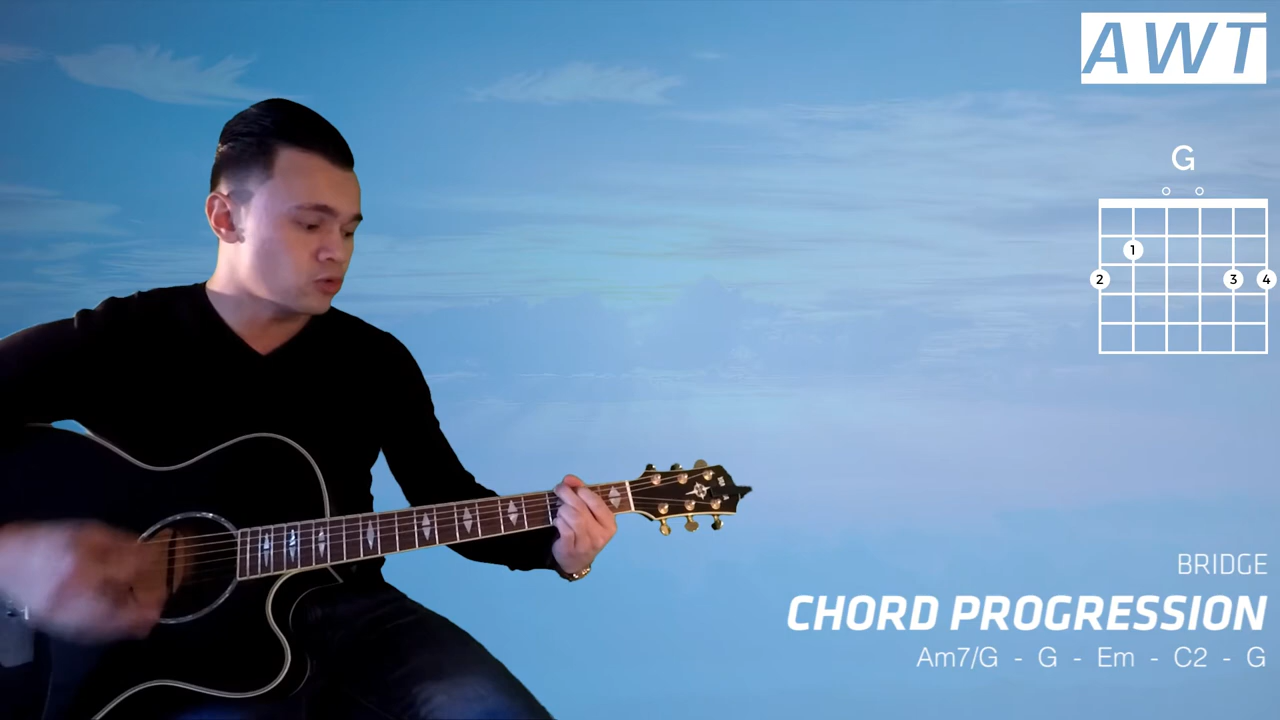 AWT
G
1
2 3 4
BRIDGE
CHORD PROGRESSION
Am7/G - G - Em - C2 - G